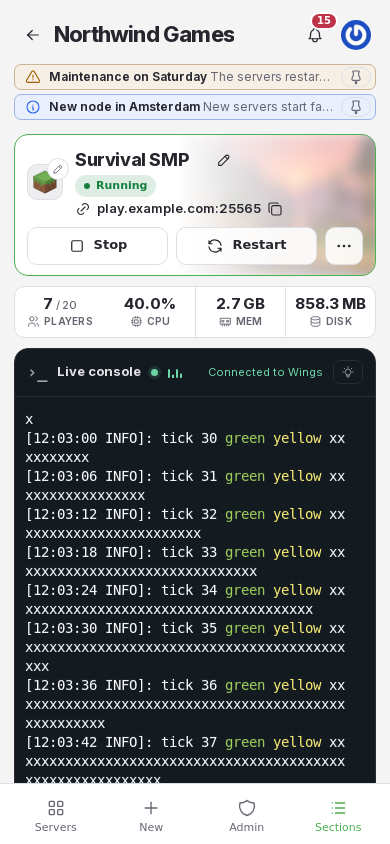 Northwind Games
15
Maintenance on Saturday The servers restar...
New node in Amsterdam New servers start fa...
Survival SMP
Running
play.example.com:25565
Stop
Restart
7 / 20
PLAYERS
40.0%
CPU
2.7 GB
MEM
858.3 MB
DISK
>_ Live console
Connected to Wings
x
[12:03:00 INFO]: tick 30 green yellow xx
xxxxxxxx
[12:03:06 INFO]: tick 31 green yellow xx
xxxxxxxxxxxxxxx
[12:03:12 INFO]: tick 32 green yellow xx
xxxxxxxxxxxxxxxxxxxxxx
[12:03:18 INFO]: tick 33 green yellow xx
xxxxxxxxxxxxxxxxxxxxxxxxxxxxx
[12:03:24 INFO]: tick 34 green yellow xx
xxxxxxxxxxxxxxxxxxxxxxxxxxxxxxxxxxxx
[12:03:30 INFO]: tick 35 green yellow xx
xxxxxxxxxxxxxxxxxxxxxxxxxxxxxxxxxxxxxxxx
xxx
[12:03:36 INFO]: tick 36 green yellow xx
xxxxxxxxxxxxxxxxxxxxxxxxxxxxxxxxxxxxxxxx
xxxxxxxxxx
[12:03:42 INFO]: tick 37 green yellow xx
xxxxxxxxxxxxxxxxxxxxxxxxxxxxxxxxxxxxxxxx
xxxxxxxxxxxxxxxxx
Servers
New
Admin
Sections